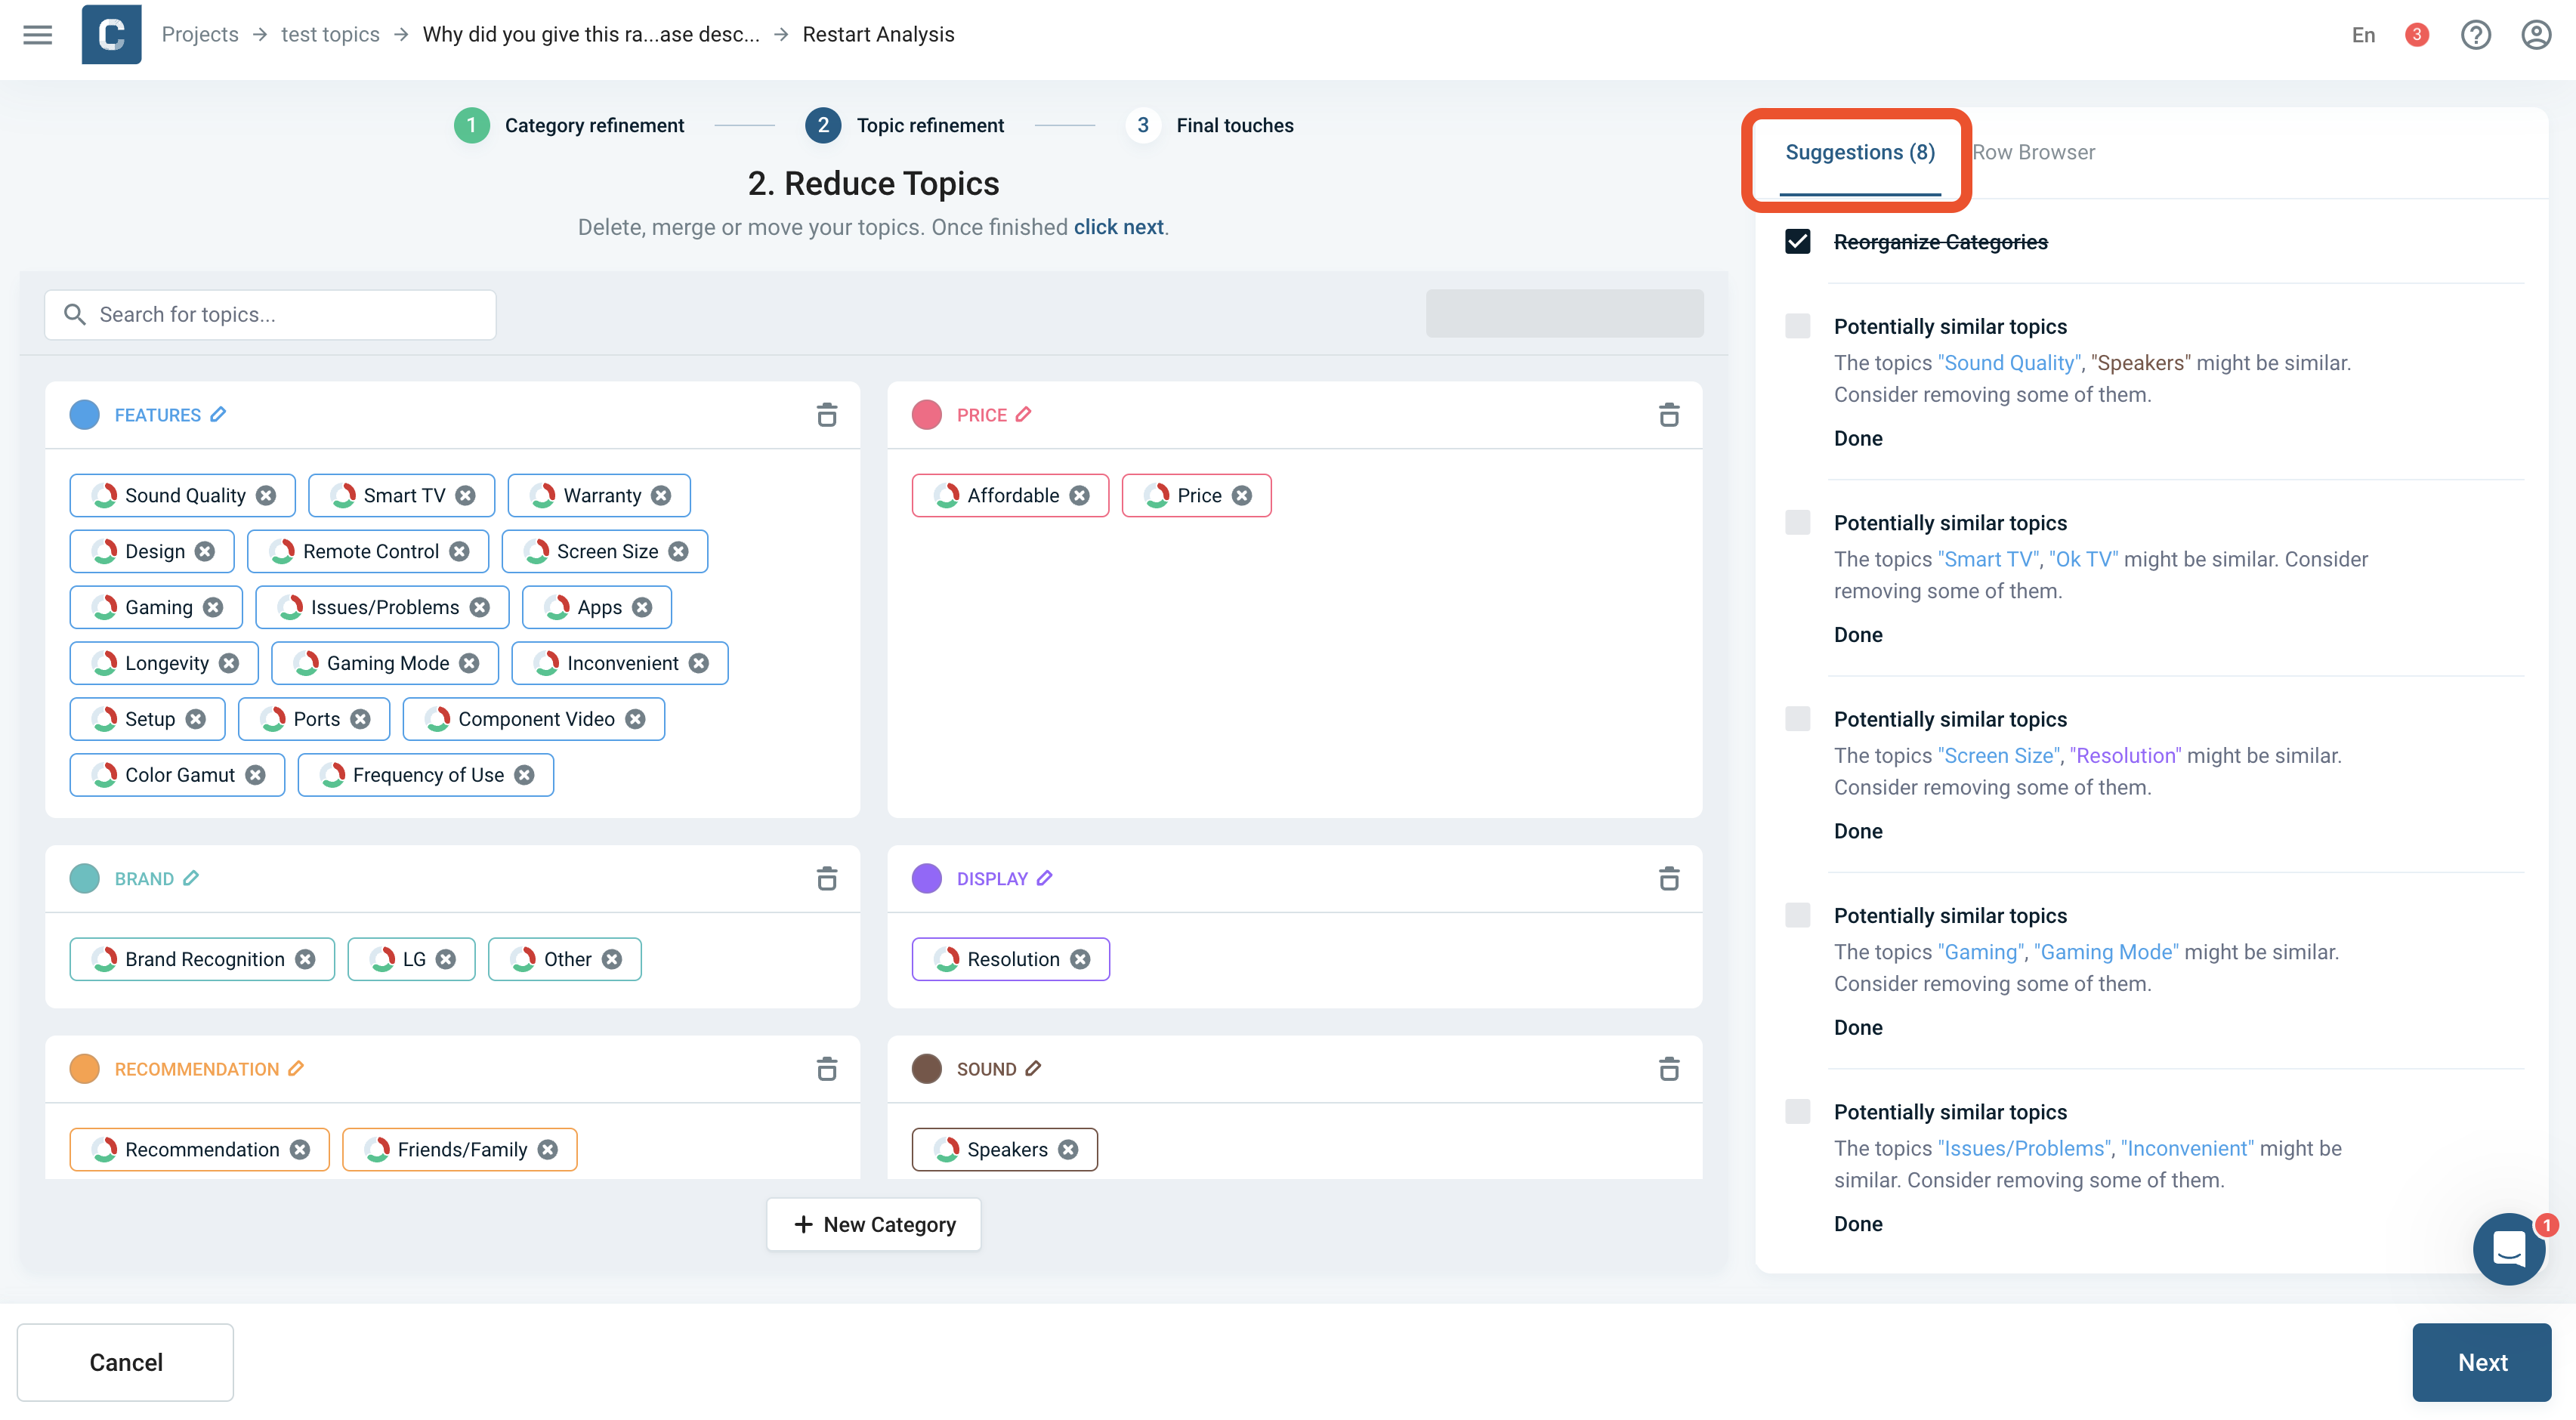 C Projects → test topics → Why did you give this ra...ase desc... → Restart Analysis
En 3
1 Category refinement
2 Topic refinement
3 Final touches
2. Reduce Topics
Delete, merge or move your topics. Once finished click next.
Search for topics...
FEATURES
Sound Quality Smart TV Warranty
Design Remote Control Screen Size
Gaming Issues/Problems Apps
Longevity Gaming Mode Inconvenient
Setup Ports Component Video
Color Gamut Frequency of Use
PRICE
Affordable Price
BRAND
Brand Recognition LG Other
DISPLAY
Resolution
RECOMMENDATION
Recommendation Friends/Family
SOUND
Speakers
+ New Category
Suggestions (8) Row Browser
Reorganize Categories
Potentially similar topics
The topics "Sound Quality", "Speakers" might be similar.
Consider removing some of them.
Done
Potentially similar topics
The topics "Smart TV", "Ok TV" might be similar. Consider
removing some of them.
Done
Potentially similar topics
The topics "Screen Size", "Resolution" might be similar.
Consider removing some of them.
Done
Potentially similar topics
The topics "Gaming", "Gaming Mode" might be similar.
Consider removing some of them.
Done
Potentially similar topics
The topics "Issues/Problems", "Inconvenient" might be
similar. Consider removing some of them.
Done
1
Cancel
Next